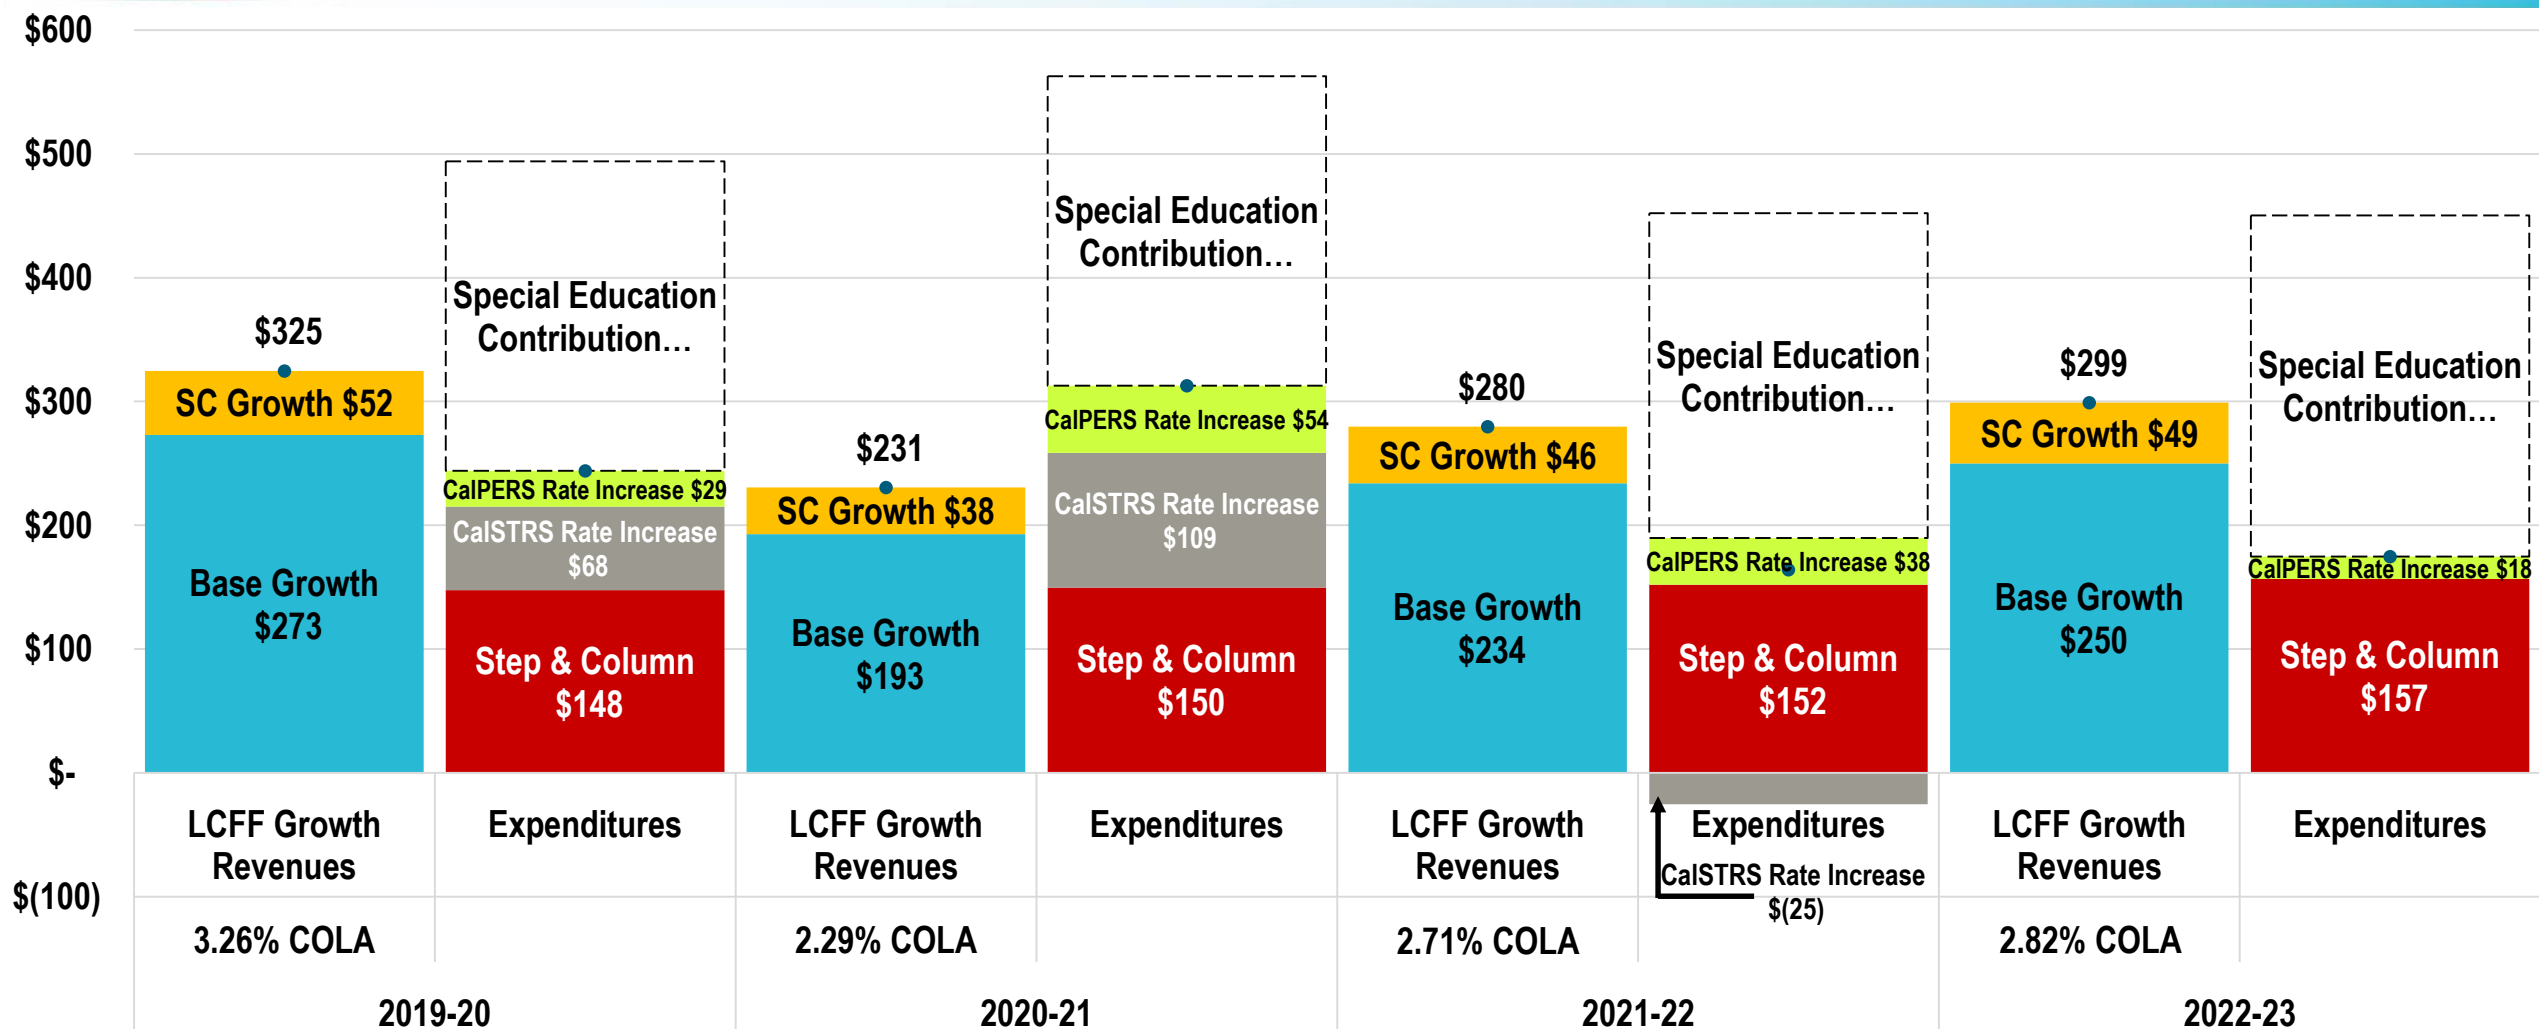 $600
$500
$400
$300
$200
$100
$-
$(100)
$325
SC Growth $52
Base Growth
$273
Special Education
Contribution…
CalPERS Rate Increase $29
CalSTRS Rate Increase
$68
Step & Column
$148
$231
SC Growth $38
Base Growth
$193
Special Education
Contribution…
CalPERS Rate Increase $54
CalSTRS Rate Increase
$109
Step & Column
$150
$280
SC Growth $46
Base Growth
$234
Special Education
Contribution…
CalPERS Rate Increase $38
Step & Column
$152
CalSTRS Rate Increase
$(25)
$299
SC Growth $49
Base Growth
$250
Special Education
Contribution…
CalPERS Rate Increase $18
Step & Column
$157
LCFF Growth
Revenues
Expenditures
LCFF Growth
Revenues
Expenditures
LCFF Growth
Revenues
Expenditures
LCFF Growth
Revenues
Expenditures
3.26% COLA
2.29% COLA
2.71% COLA
2.82% COLA
2019-20
2020-21
2021-22
2022-23